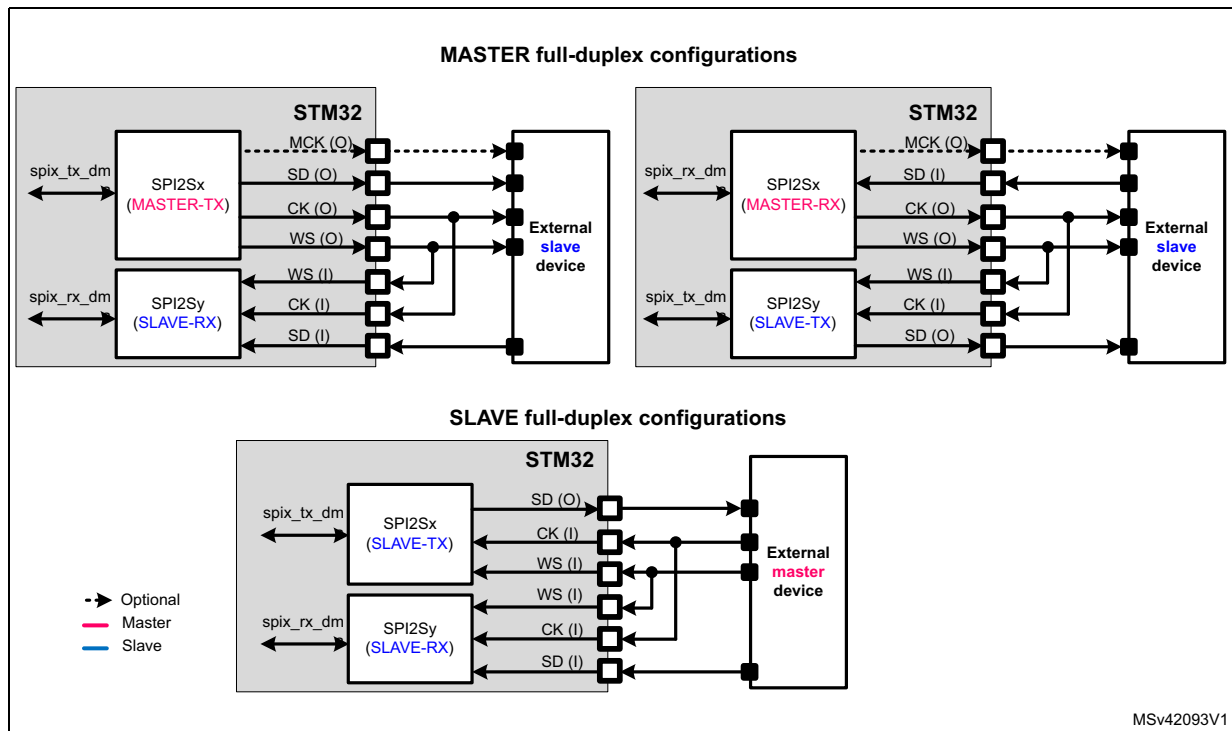 MASTER full-duplex configurations
STM32
MCK (O)
spix_tx_dm
SPI2Sx
(MASTER-TX)
SD (O)
CK (O)
WS (O)
WS (I)
spix_rx_dm
SPI2Sy
(SLAVE-RX)
CK (I)
SD (I)
External
slave
device
STM32
MCK (O)
spix_rx_dm
SPI2Sx
(MASTER-RX)
SD (I)
CK (O)
WS (O)
WS (I)
spix_tx_dm
SPI2Sy
(SLAVE-TX)
CK (I)
SD (O)
External
slave
device
SLAVE full-duplex configurations
STM32
spix_tx_dm
SPI2Sx
(SLAVE-TX)
SD (O)
CK (I)
WS (I)
WS (I)
spix_rx_dm
SPI2Sy
(SLAVE-RX)
CK (I)
SD (I)
External
master
device
Optional
Master
Slave
MSv42093V1